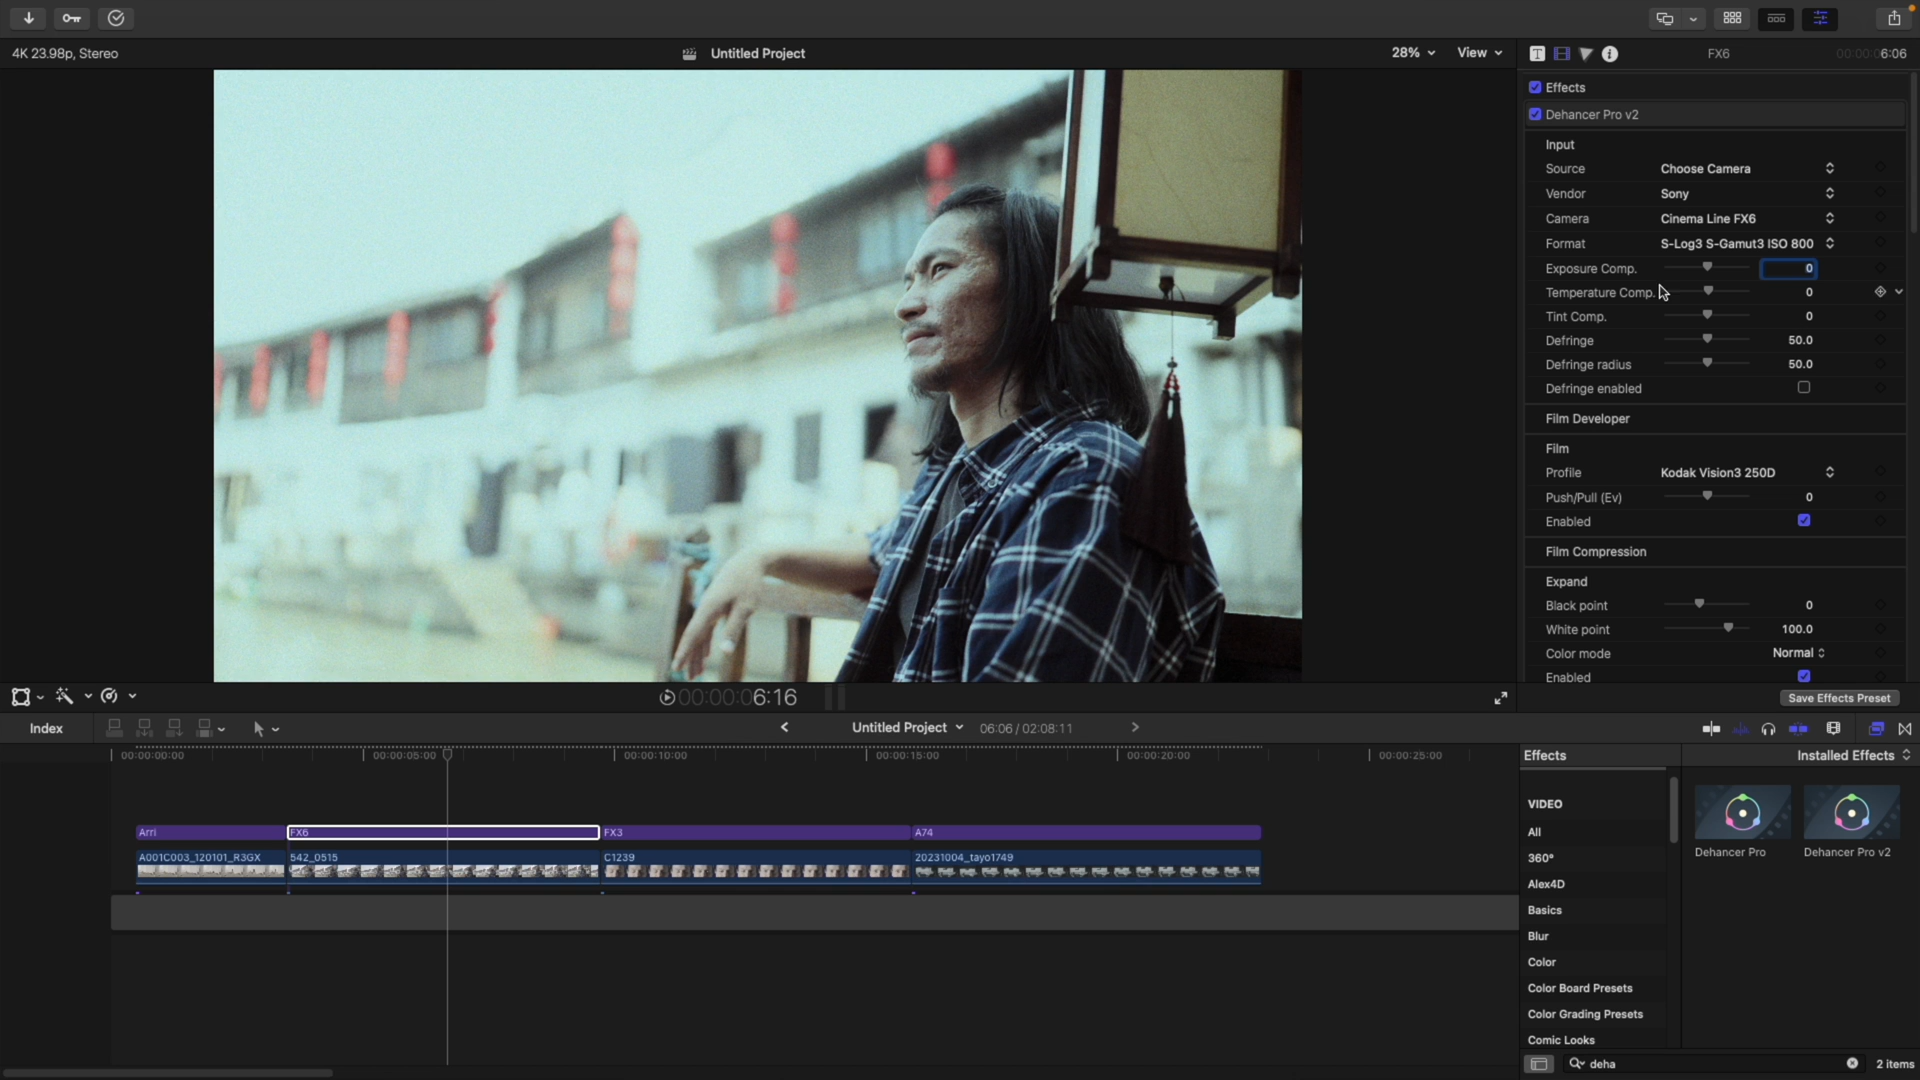 4K 23.98p, Stereo
Untitled Project
28%
View
FX6
00:00:06:06
Effects
Dehancer Pro v2
Input
Source
Choose Camera
Vendor
Sony
Camera
Cinema Line FX6
Format
S-Log3 S-Gamut3 ISO 800
Exposure Comp.
0
Temperature Comp.
0
Tint Comp.
0
Defringe
50.0
Defringe radius
50.0
Defringe enabled
Film Developer
Film
Profile
Kodak Vision3 250D
Push/Pull (Ev)
0
Enabled
Film Compression
Expand
Black point
0
White point
100.0
Color mode
Normal
Enabled
00:00:06:16
Save Effects Preset
Index
Untitled Project
06:06 / 02:08:11
00:00:00:00
00:00:05:00
00:00:10:00
00:00:15:00
00:00:20:00
00:00:25:00
Arri
FX6
FX3
A74
A001C003_120101_R3GX
542_0515
C1239
20231004_tayo1749
Effects
Installed Effects
VIDEO
All
360°
Alex4D
Basics
Blur
Color
Color Board Presets
Color Grading Presets
Comic Looks
Dehancer Pro
Dehancer Pro v2
deha
2 items